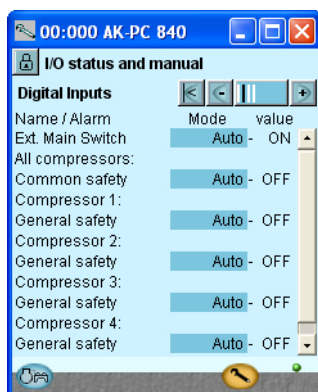 00:000 AK-PC 840
I/O status and manual
Digital Inputs
Name / Alarm Mode value
Ext. Main Switch Auto - ON
All compressors:
Common safety Auto - OFF
Compressor 1:
General safety Auto - OFF
Compressor 2:
General safety Auto - OFF
Compressor 3:
General safety Auto - OFF
Compressor 4:
General safety Auto - OFF